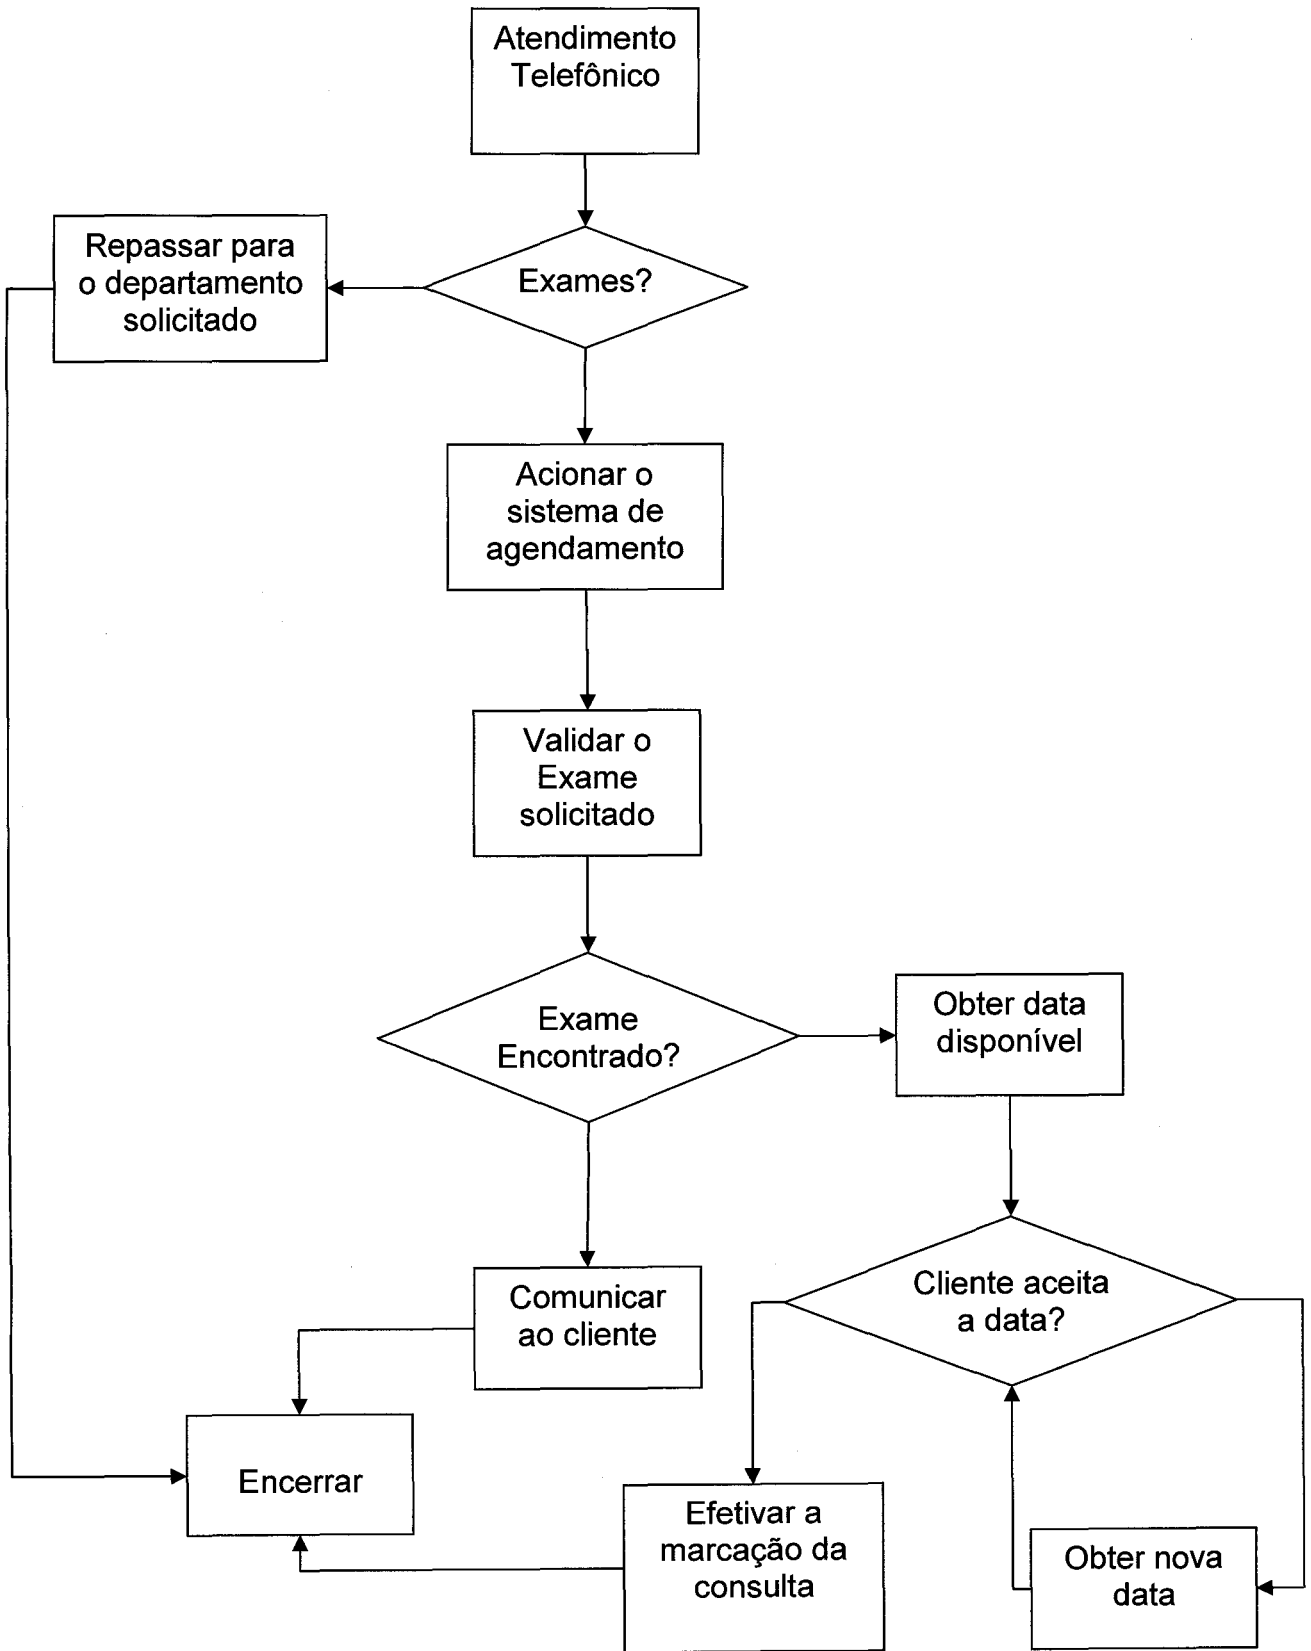 Atendimento
Telefônico
Exames?
Repassar para
o departamento
solicitado
Acionar o
sistema de
agendamento
Validar o
Exame
solicitado
Exame
Encontrado?
Obter data
disponível
Cliente aceita
a data?
Comunicar
ao cliente
Encerrar
Efetivar a
marcação da
consulta
Obter nova
data